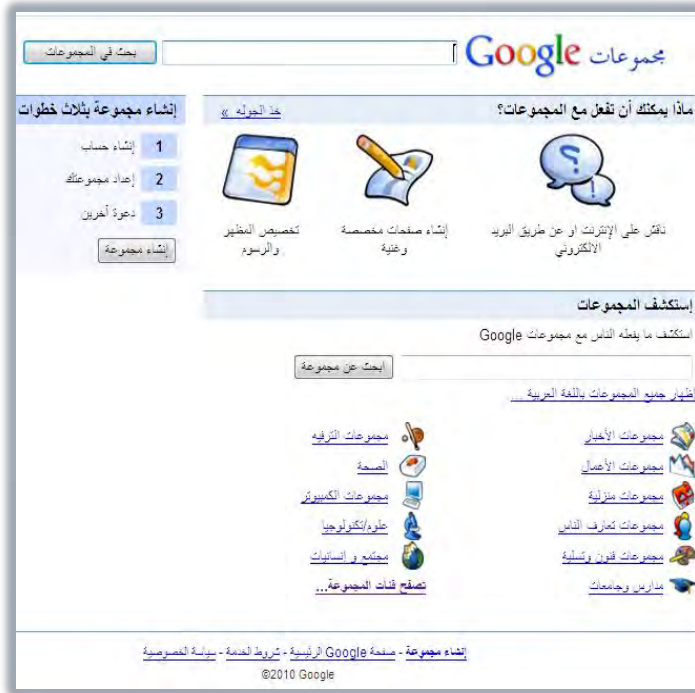 مجموعات Google
بحث في المجموعات
ماذا يمكنك أن تفعل مع المجموعات؟
خذ الجولة »
ناقش على الإنترنت او عن طريق البريد
الالكتروني
إنشاء صفحات مخصصة
وغنية
تخصيص المظهر
والرسوم
إنشاء مجموعة بثلاث خطوات
1 إنشاء حساب
2 إعداد مجموعتك
3 دعوة آخرين
إنشاء مجموعة
إستكشف المجموعات
استكشف ما يفعله الناس مع مجموعات Google
ابحث عن مجموعة
اظهار جميع المجموعات باللغة العربية ...
مجموعات الأخبار
مجموعات الأعمال
مجموعات منزلية
مجموعات تعارف الناس
مجموعات فنون وتسلية
مدارس وجامعات
مجموعات الترفيه
الصحة
مجموعات الكمبيوتر
علوم/تكنولوجيا
مجتمع و إنسانيات
تصفح فئات المجموعة...
إنشاء مجموعة - صفحة Google الرئيسية - شروط الخدمة - سياسة الخصوصية
©2010 Google